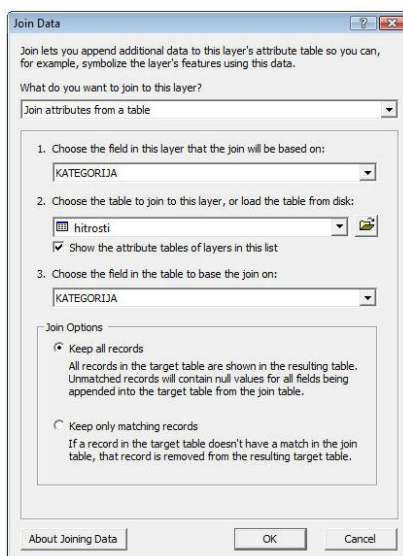 Join Data
Join lets you append additional data to this layer's attribute table so you can,
for example, symbolize the layer's features using this data.
What do you want to join to this layer?
Join attributes from a table
1. Choose the field in this layer that the join will be based on:
KATEGORIJA
2. Choose the table to join to this layer, or load the table from disk:
hitrosti
Show the attribute tables of layers in this list
3. Choose the field in the table to base the join on:
KATEGORIJA
Join Options
Keep all records
All records in the target table are shown in the resulting table.
Unmatched records will contain null values for all fields being
appended into the target table from the join table.
Keep only matching records
If a record in the target table doesn't have a match in the join
table, that record is removed from the resulting target table.
About Joining Data
OK
Cancel